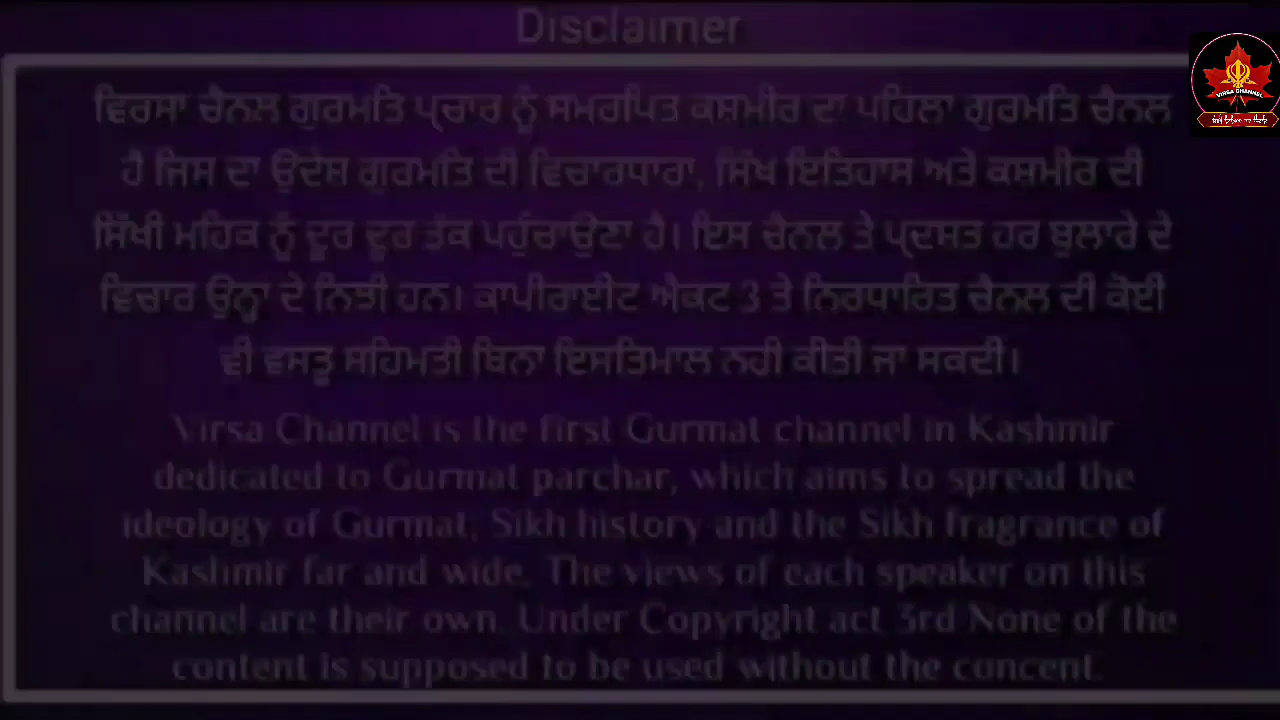 Disclaimer
ਵਿਰਸਾ ਚੈਨਲ ਗੁਰਮਤਿ ਪ੍ਰਚਾਰ ਨੂੰ ਸਮਰਪਿਤ ਕਸ਼ਮੀਰ ਦਾ ਪਹਿਲਾ ਗੁਰਮਤਿ ਚੈਨਲ
ਹੈ ਜਿਸ ਦਾ ਉਦੇਸ਼ ਗੁਰਮਤਿ ਦੀ ਵਿਚਾਰਧਾਰਾ, ਸਿੱਖ ਇਤਿਹਾਸ ਅਤੇ ਕਸ਼ਮੀਰ ਦੀ
ਸਿੱਖੀ ਮਹਿਕ ਨੂੰ ਦੂਰ ਦੂਰ ਤੱਕ ਪਹੁੰਚਾਉਣਾ ਹੈ। ਇਸ ਚੈਨਲ ਤੇ ਪ੍ਰਦਸ਼ਤ ਹਰ ਬੁਲਾਰੇ ਦੇ
ਵਿਚਾਰ ਉਨ੍ਹਾ ਦੇ ਨਿਝੀ ਹਨ। ਕਾਪੀਰਾਈਟ ਐਕਟ 3 ਤੇ ਨਿਰਧਾਰਿਤ ਚੈਨਲ ਦੀ ਕੋਈ
ਵੀ ਵਸਤੂ ਸਹਿਮਤੀ ਬਿਨਾ ਇਸਤਿਮਾਲ ਨਹੀ ਕੀਤੀ ਜਾ ਸਕਦੀ।
Virsa Channel is the first Gurmat channel in Kashmir
dedicated to Gurmat parchar, which aims to spread the
ideology of Gurmat, Sikh history and the Sikh fragrance of
Kashmir far and wide. The views of each speaker on this
channel are their own. Under Copyright act 3rd None of the
content is supposed to be used without the concent.
VIRSA CHANNEL